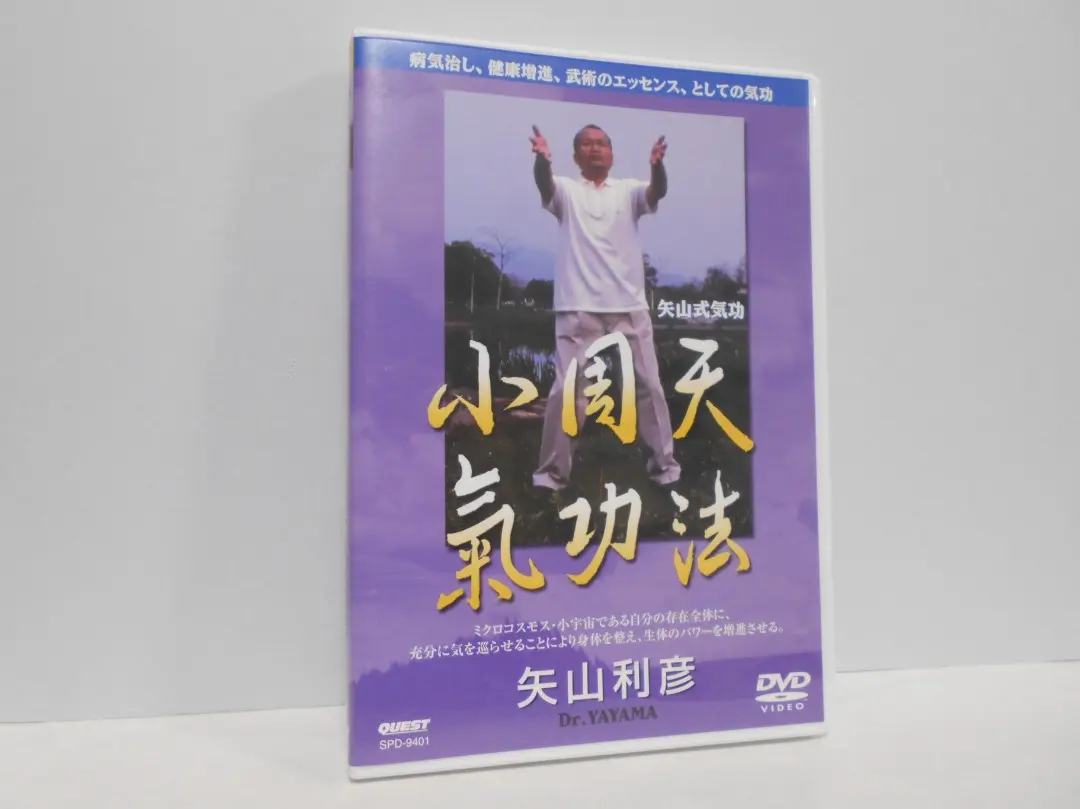 病気治し、健康増進、武術のエッセンス、としての気功
矢山式気功
小周天
氣功法
ミクロコスモス・小宇宙である自分の存在全体に、
充分に気を巡らせることにより身体を整え、生体のパワーを増進させる。
矢山利彦
Dr. YAYAMA
QUEST
SPD-9401
DVD
VIDEO